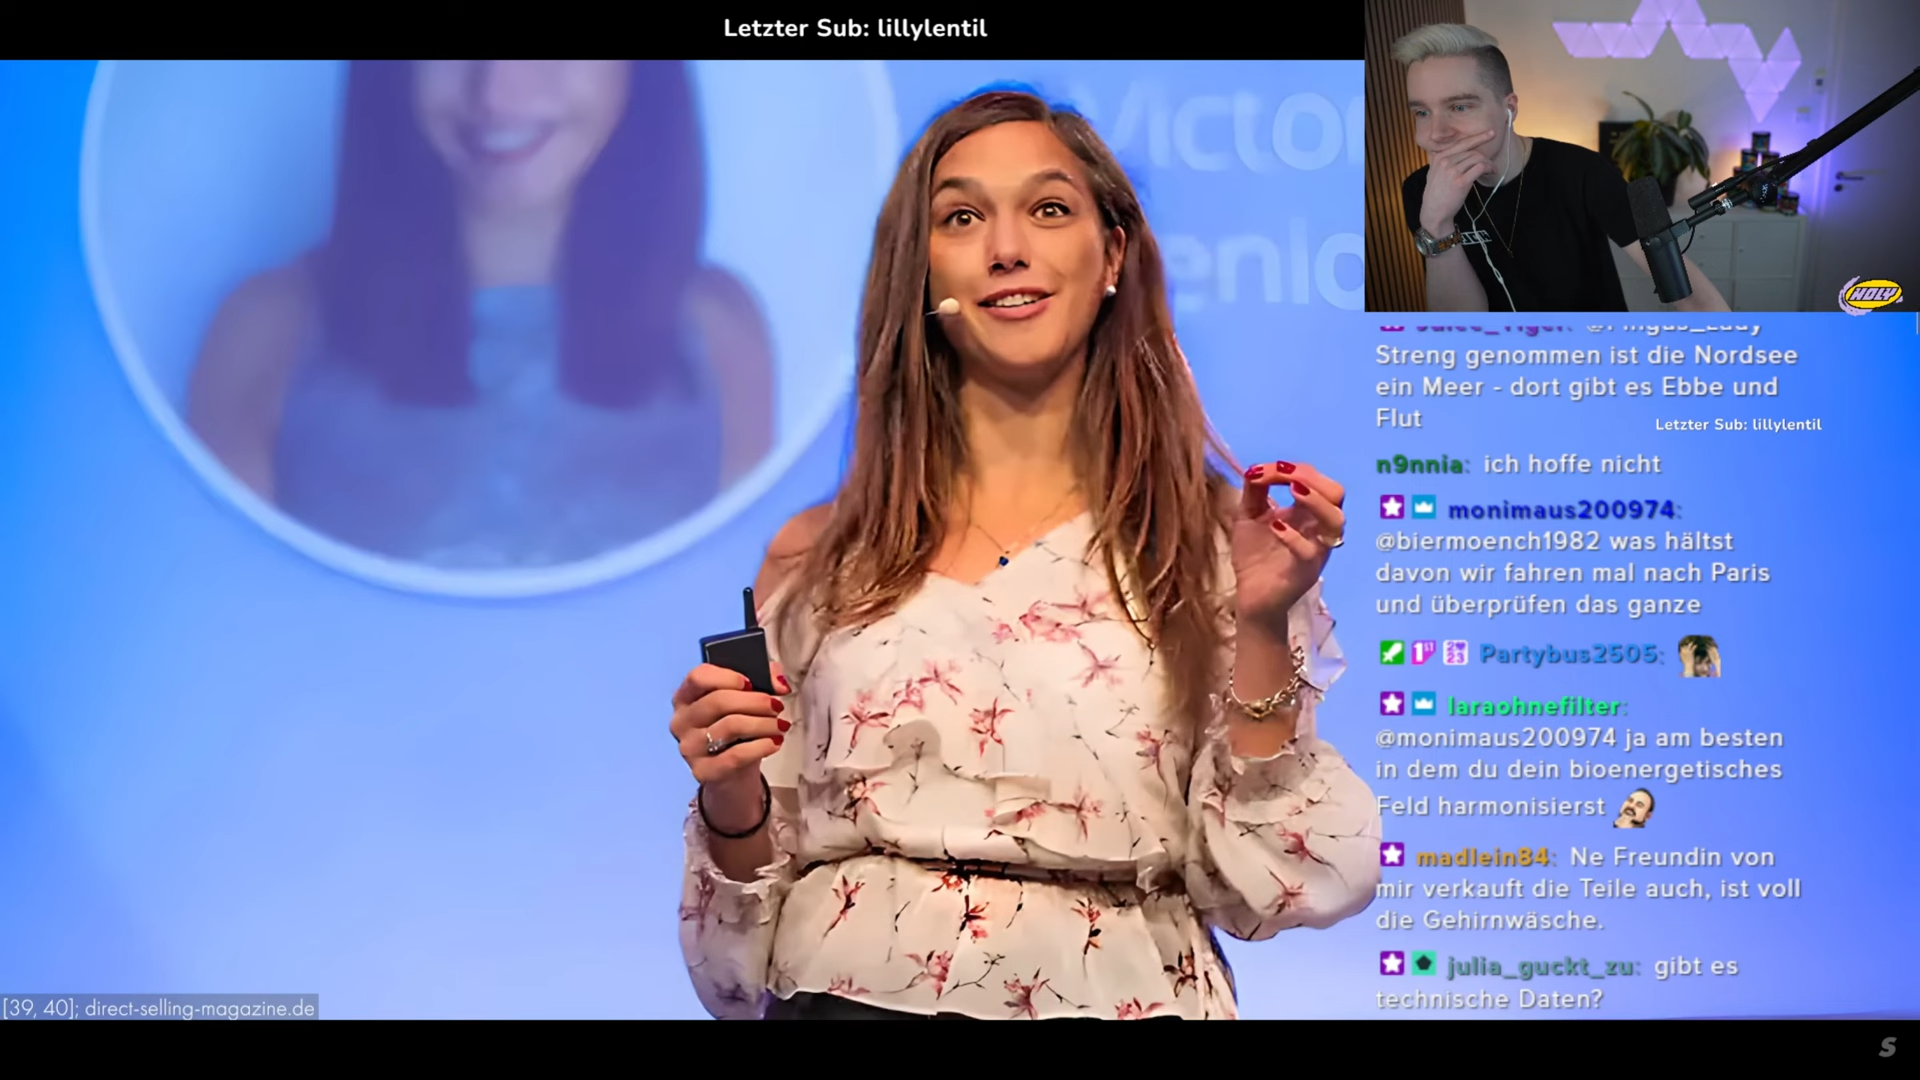 Letzter Sub: lillylentil
Victor
enio
HOLY
Streng genommen ist die Nordsee
ein Meer - dort gibt es Ebbe und
Flut
Letzter Sub: lillylentil
n9nnia: ich hoffe nicht
monimaus200974:
@biermoench1982 was hältst
davon wir fahren mal nach Paris
und überprüfen das ganze
Partybus2505:
laraohnefilter:
@monimaus200974 ja am besten
in dem du dein bioenergetisches
Feld harmonisierst
madlein84: Ne Freundin von
mir verkauft die Teile auch, ist voll
die Gehirnwäsche.
julia_guckt_zu: gibt es
technische Daten?
[39, 40]; direct-selling-magazine.de
S